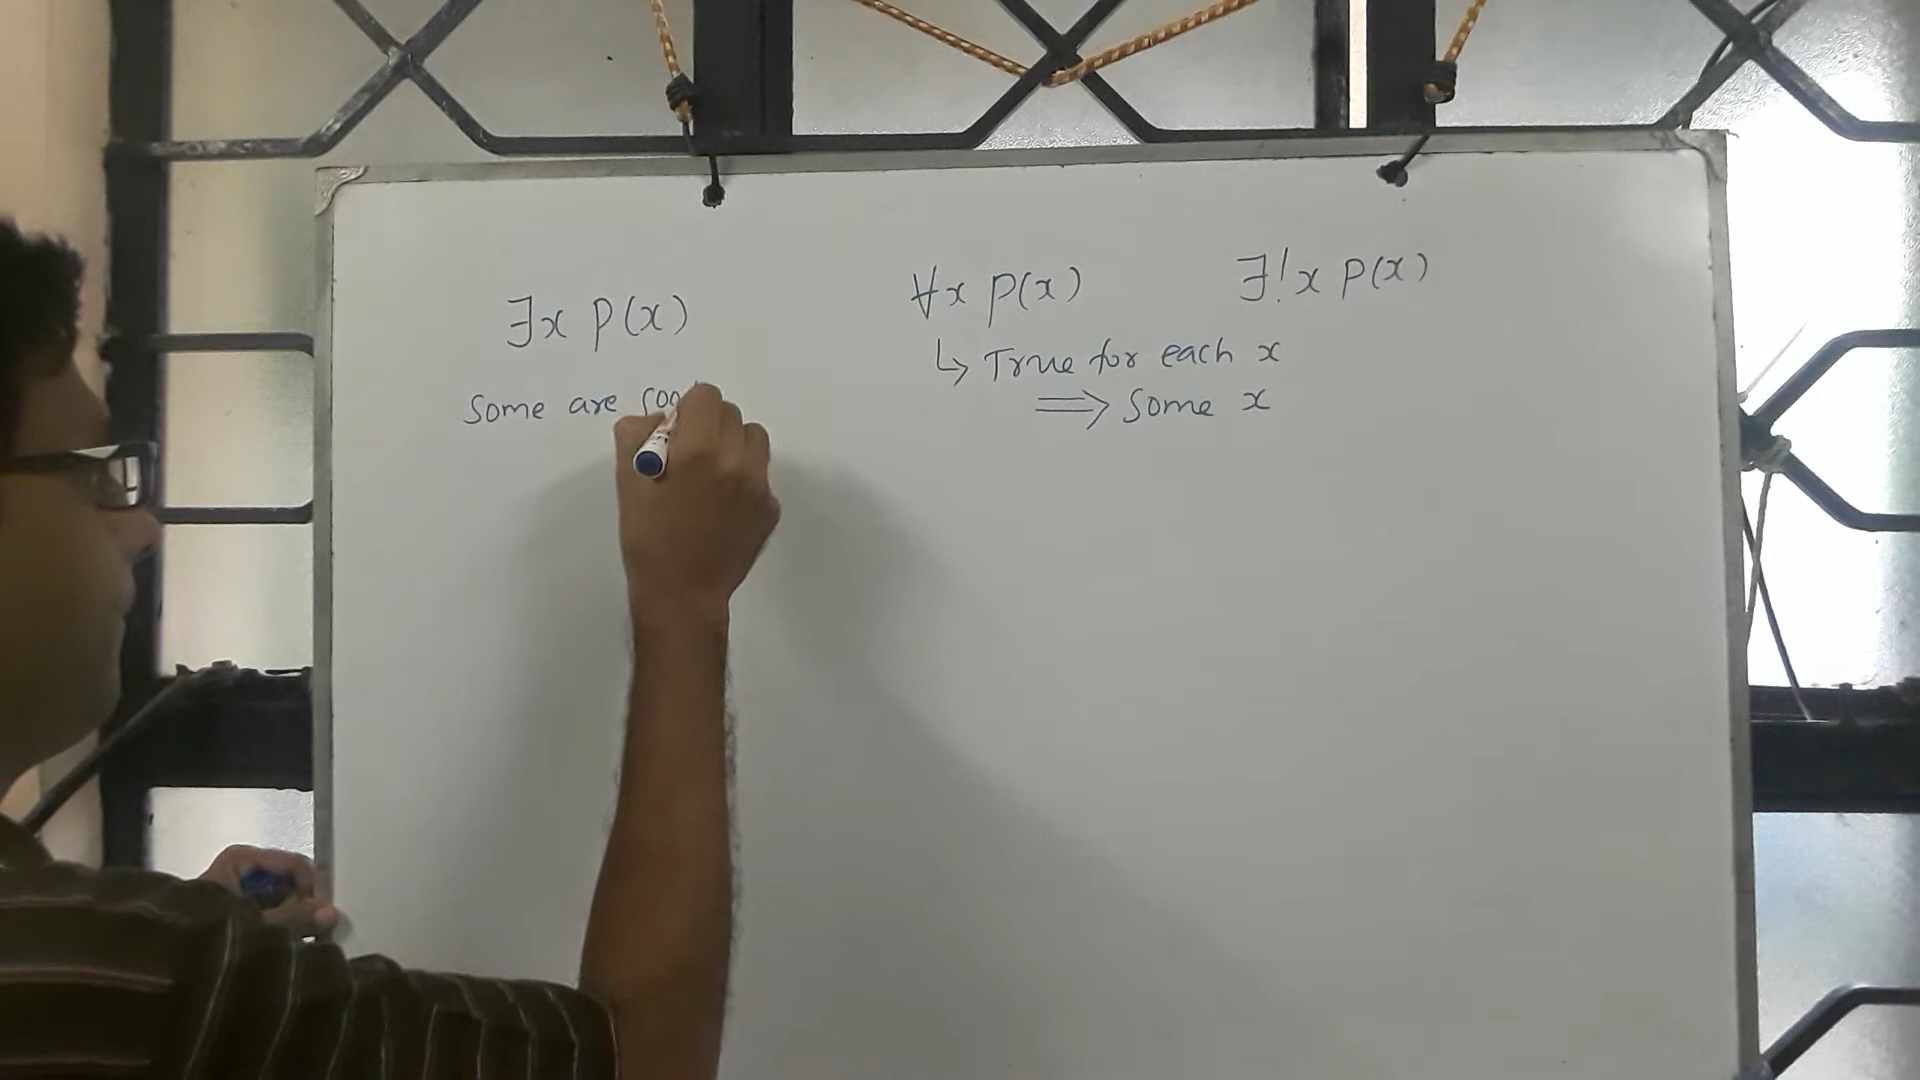 ∃x P(x)
Some are
∀x P(x)
↳ True for each x
⟹ Some x
∃!x P(x)